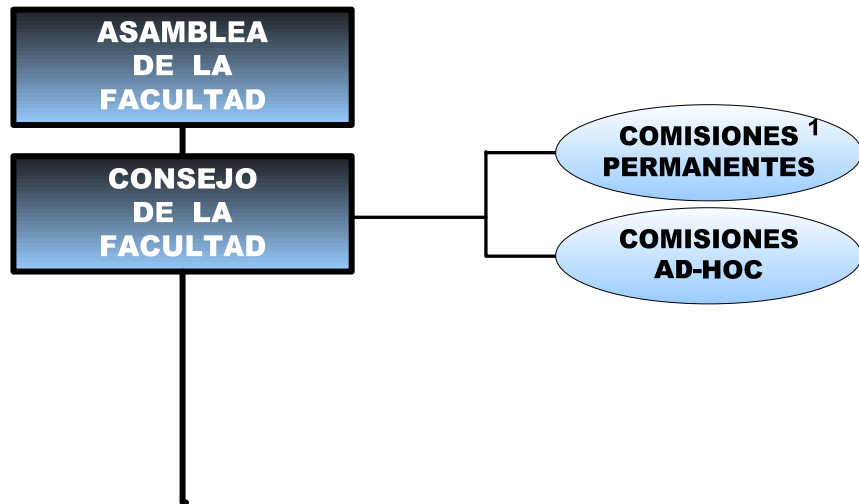 ASAMBLEA
DE LA
FACULTAD
CONSEJO
DE LA
FACULTAD
COMISIONES 1
PERMANENTES
COMISIONES
AD-HOC